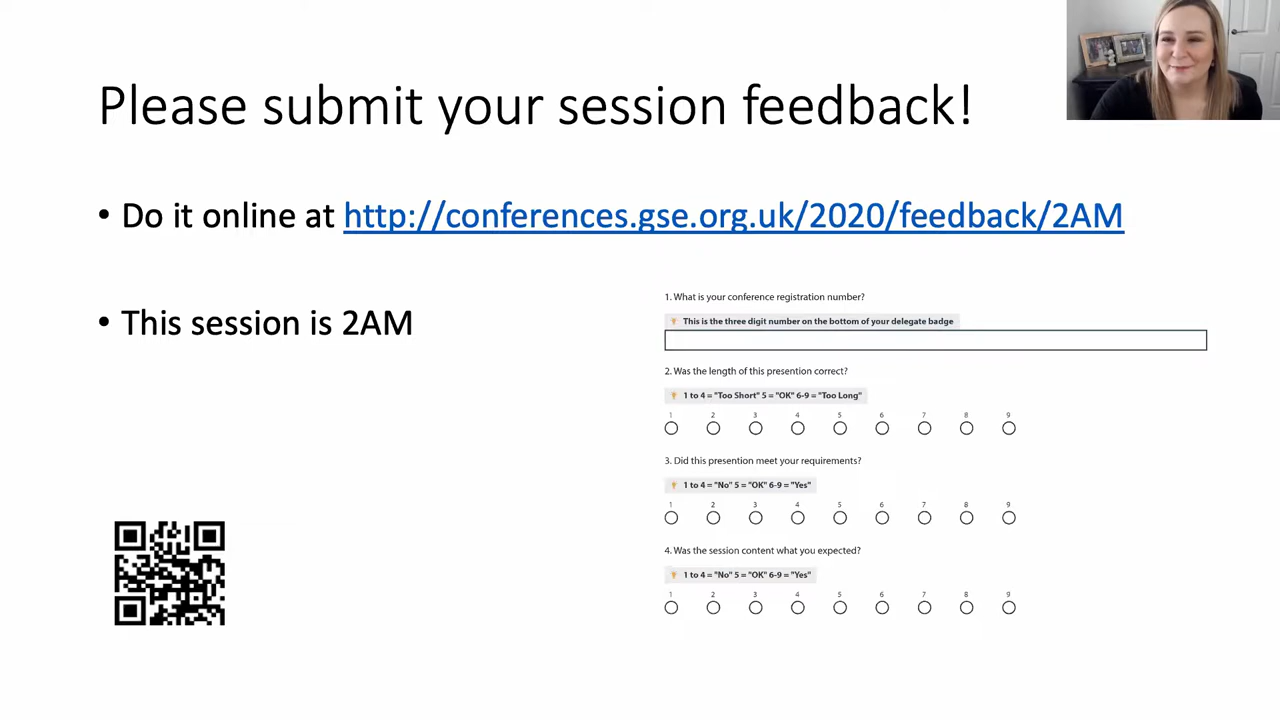 Please submit your session feedback!
• Do it online at http://conferences.gse.org.uk/2020/feedback/2AM
• This session is 2AM
1. What is your conference registration number?
This is the three digit number on the bottom of your delegate badge
2. Was the length of this presention correct?
1 to 4 = "Too Short" 5 = "OK" 6-9 = "Too Long"
1 2 3 4 5 6 7 8 9
3. Did this presention meet your requirements?
1 to 4 = "No" 5 = "OK" 6-9 = "Yes"
1 2 3 4 5 6 7 8 9
4. Was the session content what you expected?
1 to 4 = "No" 5 = "OK" 6-9 = "Yes"
1 2 3 4 5 6 7 8 9